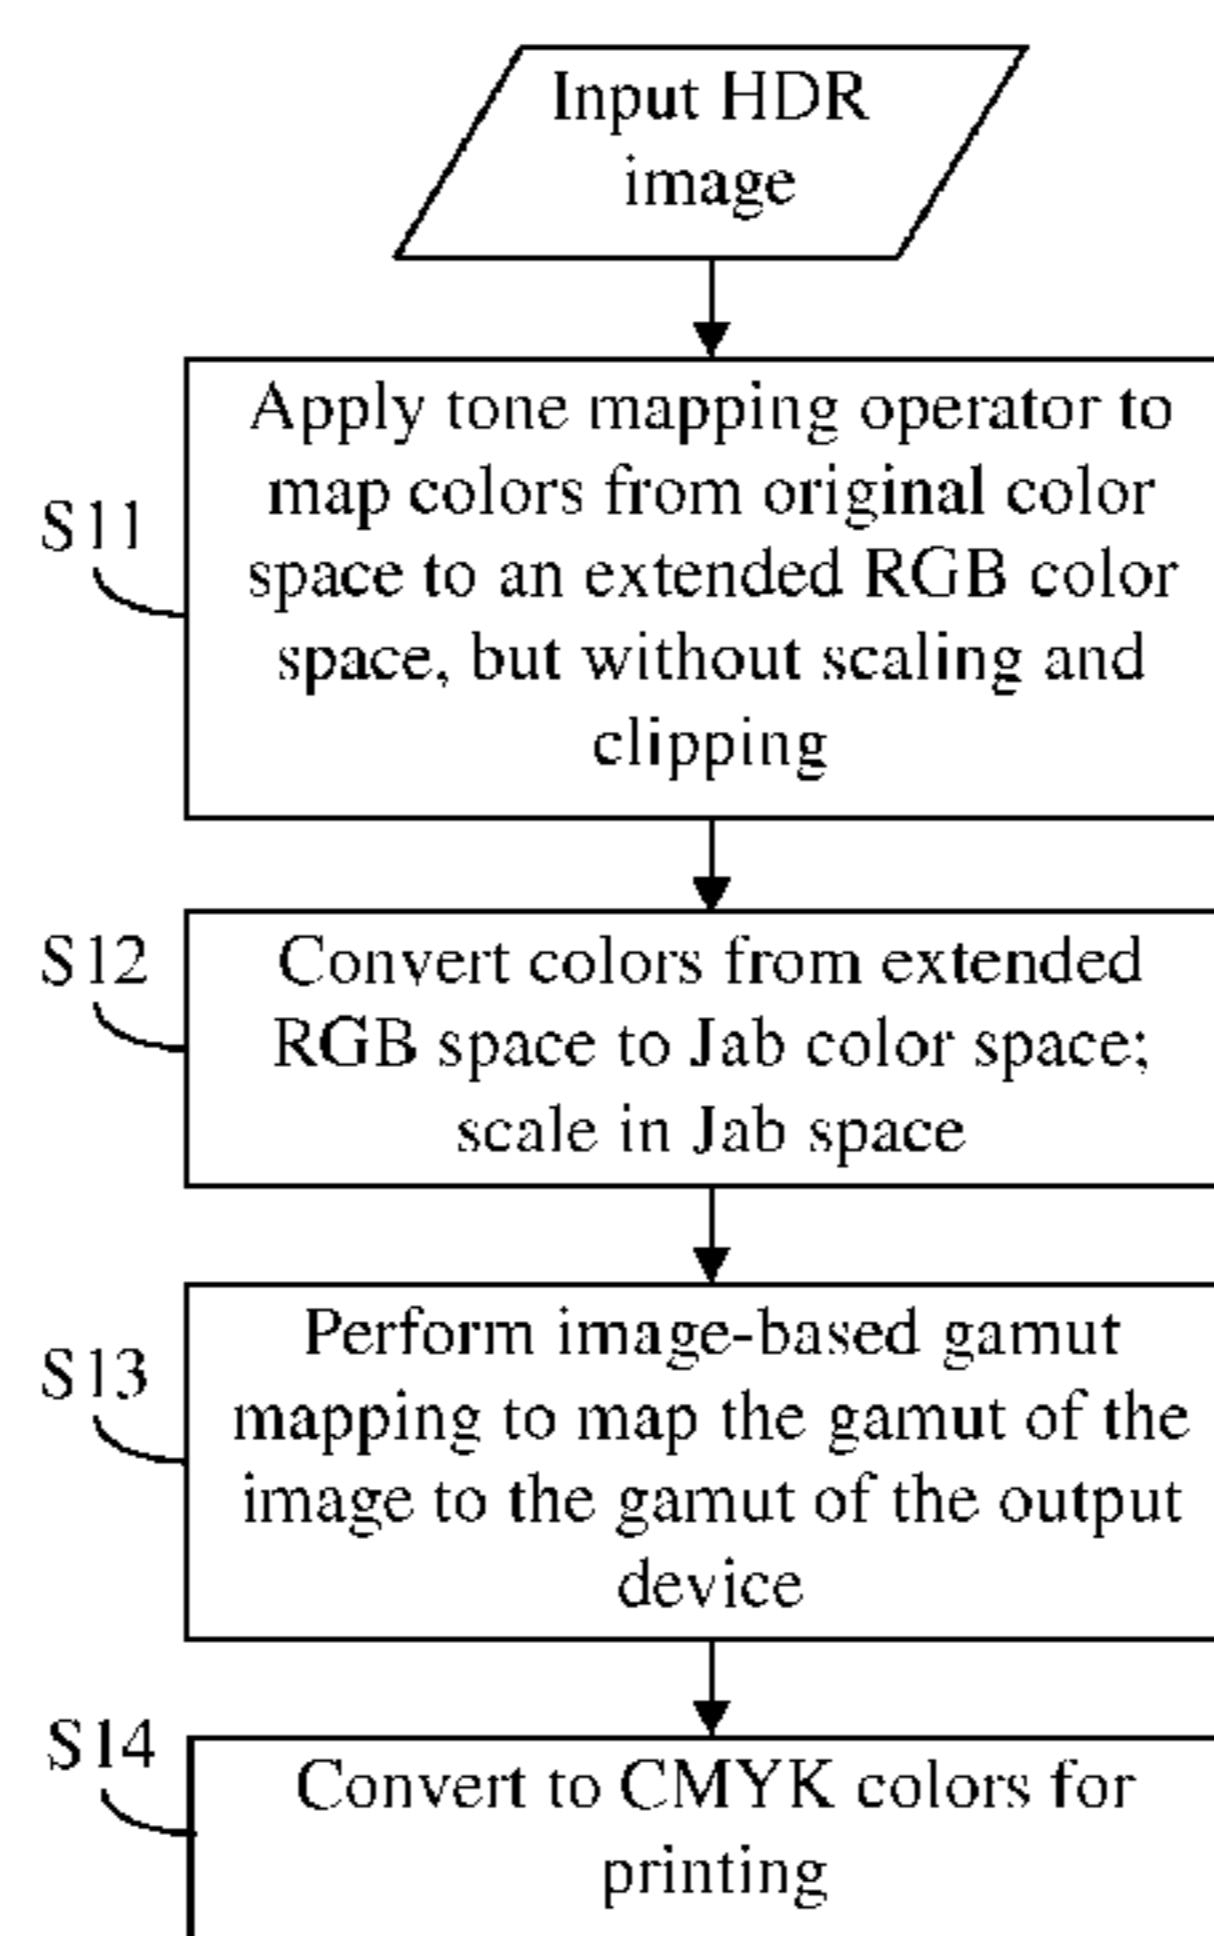 Input HDR
image
Apply tone mapping operator to
map colors from original color
space to an extended RGB color
space, but without scaling and
clipping
S11
Convert colors from extended
RGB space to Jab color space;
scale in Jab space
S12
Perform image-based gamut
mapping to map the gamut of the
image to the gamut of the output
device
S13
Convert to CMYK colors for
printing
S14